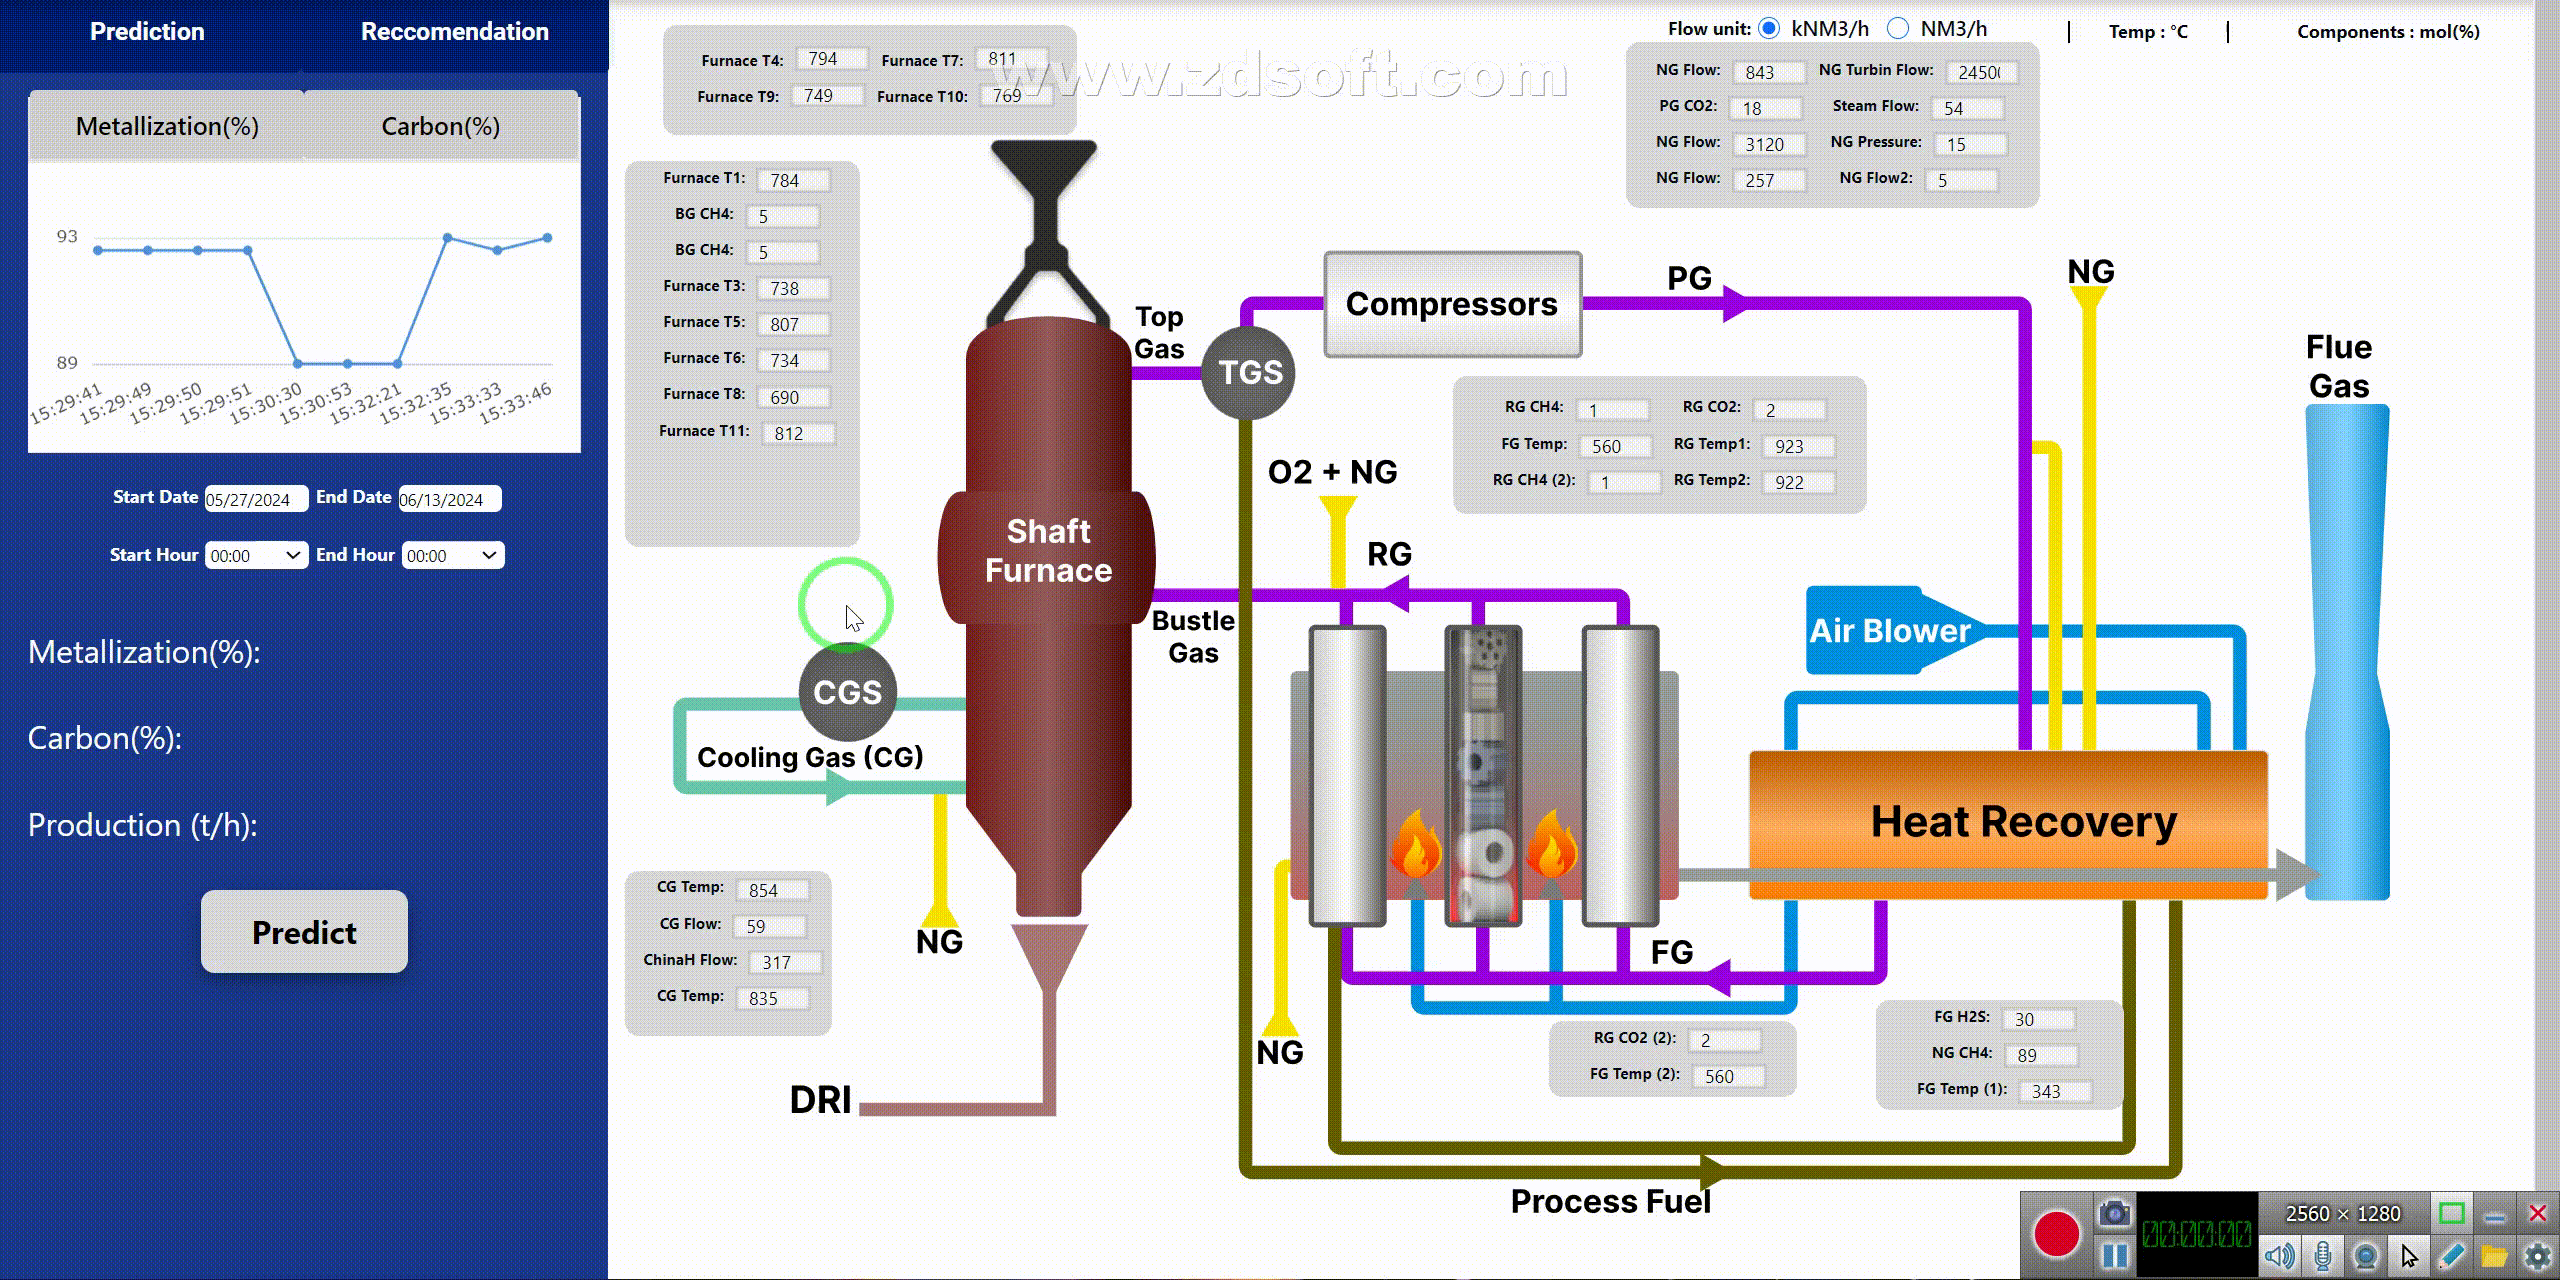 Prediction Reccomendation
Metallization(%) Carbon(%)
93
89
15:29:41 15:29:49 15:29:50 15:29:51 15:30:30 15:30:53 15:32:21 15:32:35 15:33:33 15:33:46
Start Date 05/27/2024 End Date 06/13/2024
Start Hour 00:00 End Hour 00:00
Metallization(%):
Carbon(%):
Production (t/h):
Predict
Flow unit: kNM3/h NM3/h | Temp : °C | Components : mol(%)
Furnace T4: 794 Furnace T7: 811
Furnace T9: 749 Furnace T10: 769
www.zdsoft.com
NG Flow: 843 NG Turbin Flow: 2450
PG CO2: 18 Steam Flow: 54
NG Flow: 3120 NG Pressure: 15
NG Flow: 257 NG Flow2: 5
Furnace T1: 784
BG CH4: 5
BG CH4: 5
Furnace T3: 738
Furnace T5: 807
Furnace T6: 734
Furnace T8: 690
Furnace T11: 812
Top
Gas
TGS
Compressors
PG
NG
Flue
Gas
RG CH4: 1 RG CO2: 2
FG Temp: 560 RG Temp1: 923
RG CH4 (2): 1 RG Temp2: 922
O2 + NG
RG
Shaft
Furnace
Bustle
Gas
Air Blower
CGS
Cooling Gas (CG)
Heat Recovery
CG Temp: 854
CG Flow: 59
ChinaH Flow: 317
CG Temp: 835
NG
FG
NG
DRI
RG CO2 (2): 2
FG Temp (2): 560
FG H2S: 30
NG CH4: 89
FG Temp (1): 343
Process Fuel
2560 × 1280
00:00:00